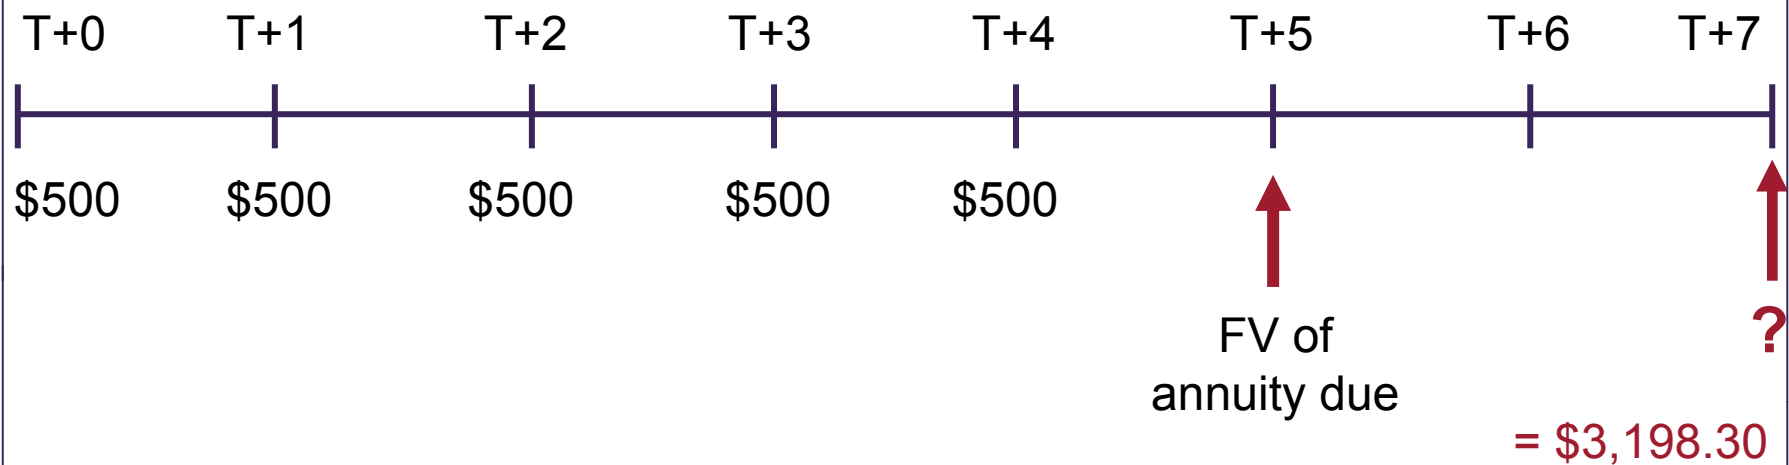 T+0 T+1 T+2 T+3 T+4 T+5 T+6 T+7
$500 $500 $500 $500 $500
FV of
annuity due
?
= $3,198.30